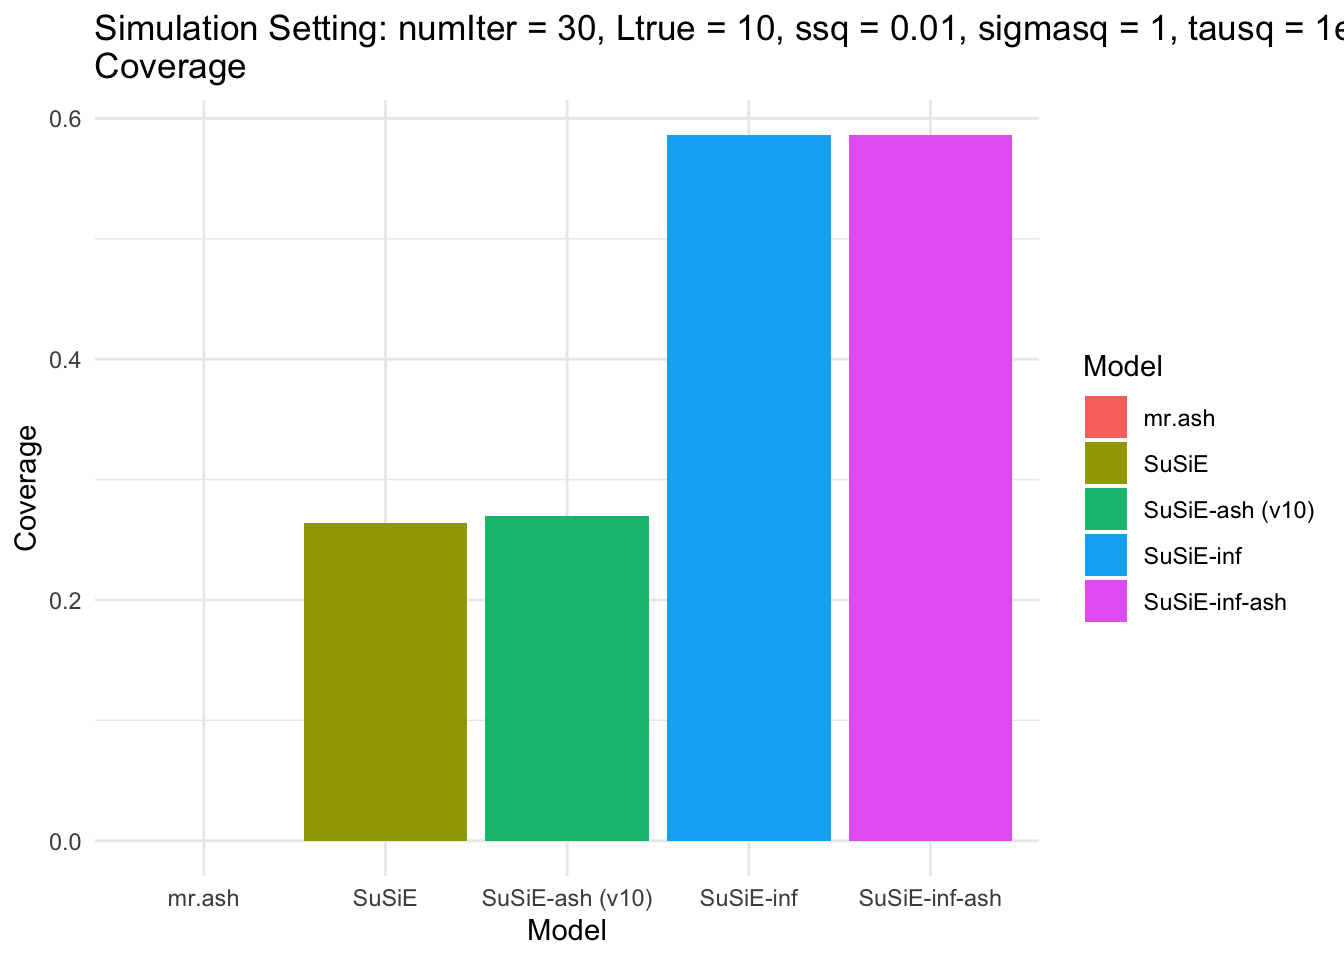 Simulation Setting: numIter = 30, Ltrue = 10, ssq = 0.01, sigmasq = 1, tausq = 1e
Coverage
0.6
0.4
0.2
0.0
Coverage
mr.ash
SuSiE
SuSiE-ash (v10)
SuSiE-inf
SuSiE-inf-ash
Model
Model
mr.ash
SuSiE
SuSiE-ash (v10)
SuSiE-inf
SuSiE-inf-ash